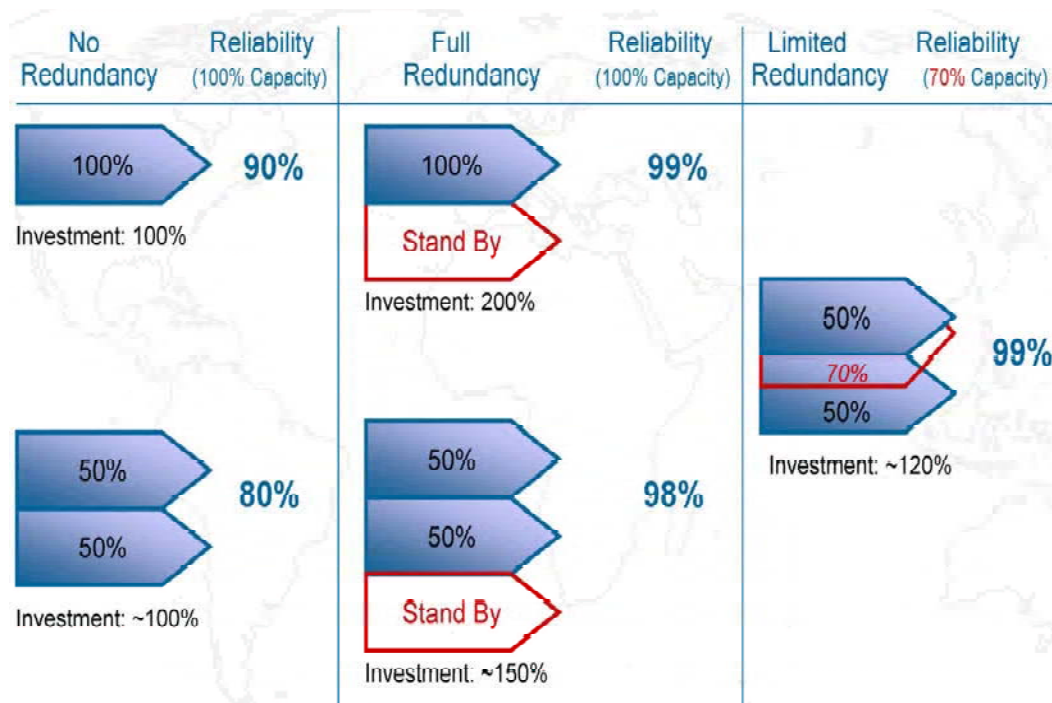 No
Redundancy
Reliability
(100% Capacity)
Full
Redundancy
Reliability
(100% Capacity)
Limited
Redundancy
Reliability
(70% Capacity)
100%
90%
Investment: 100%
50%
50%
80%
Investment: ~100%
100%
99%
Stand By
Investment: 200%
50%
50%
98%
Stand By
Investment: ~150%
50%
70%
50%
99%
Investment: ~120%